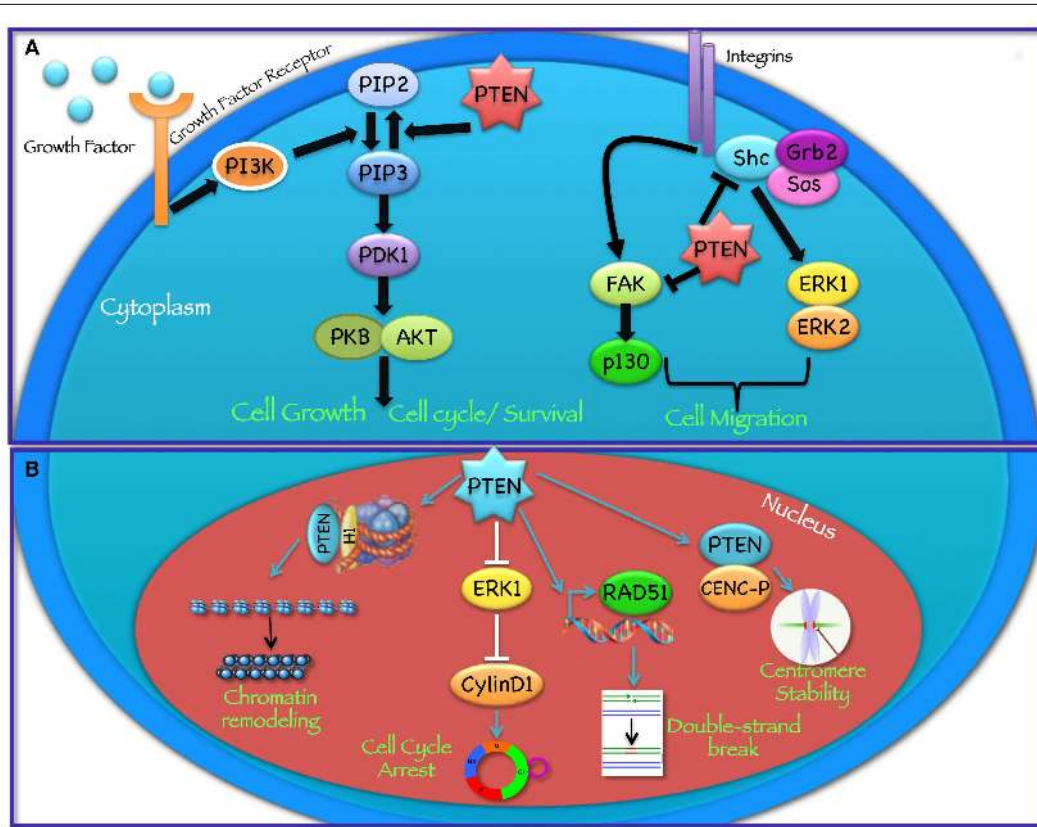 A
Growth Factor
Growth Factor Receptor
PI3K
PIP2
PIP3
PTEN
PDK1
PKB
AKT
Cytoplasm
Cell Growth
Cell cycle/ Survival
Integrins
Shc
Grb2
Sos
PTEN
FAK
p130
ERK1
ERK2
Cell Migration
B
PTEN
Nucleus
PTEN
H1
Chromatin
remodeling
ERK1
CylinD1
Cell Cycle
Arrest
RAD51
Double-strand
break
PTEN
CENC-P
Centromere
Stability